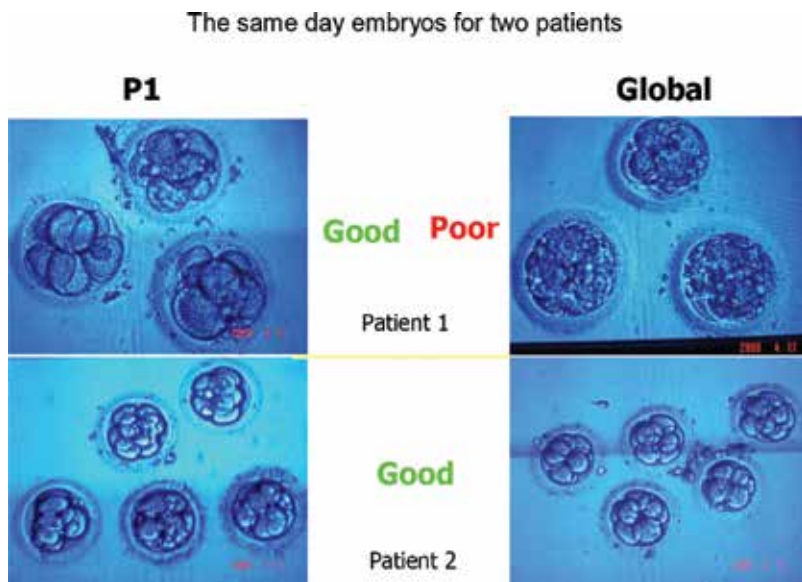 The same day embryos for two patients
P1
Global
Good Poor
Patient 1
Good
Patient 2